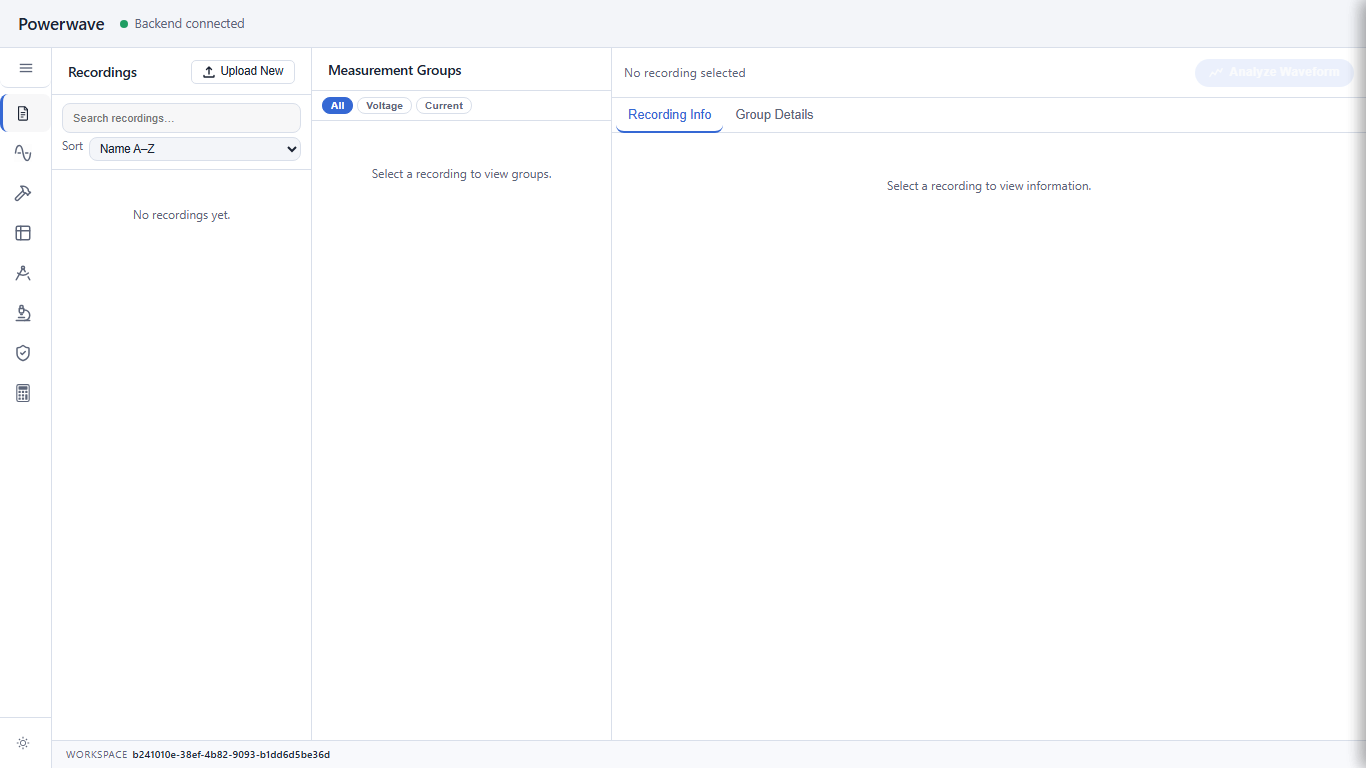 Powerwave
Backend connected
Recordings
Upload New
Search recordings...
Sort
Name A–Z
No recordings yet.
Measurement Groups
All
Voltage
Current
Select a recording to view groups.
No recording selected
Analyze Waveform
Recording Info
Group Details
Select a recording to view information.
WORKSPACE b241010e-38ef-4b82-9093-b1dd6d5be36d